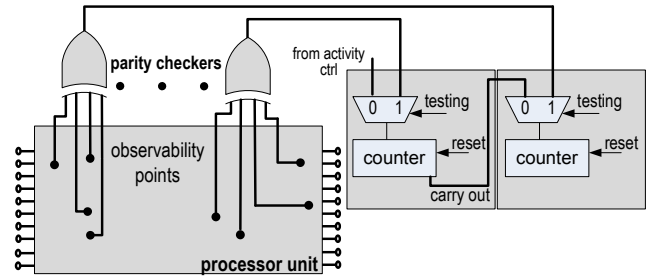 from activity
ctrl
parity checkers
0 1
testing
0 1
testing
observability
points
counter
reset
counter
reset
carry out
processor unit